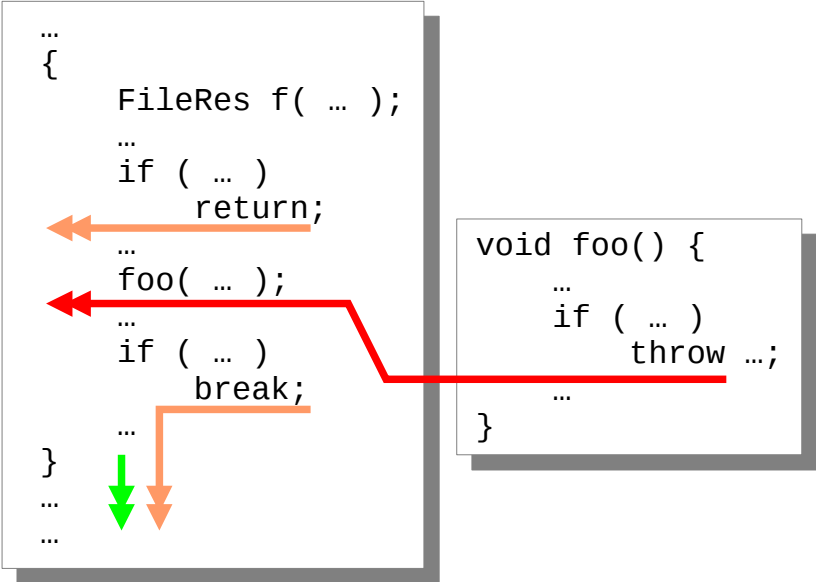 …
{
FileRes f( … );
…
if ( … )
return;
…
foo( … );
…
if ( … )
break;
…
}
…
…
void foo() {
…
if ( … )
throw …;
…
}